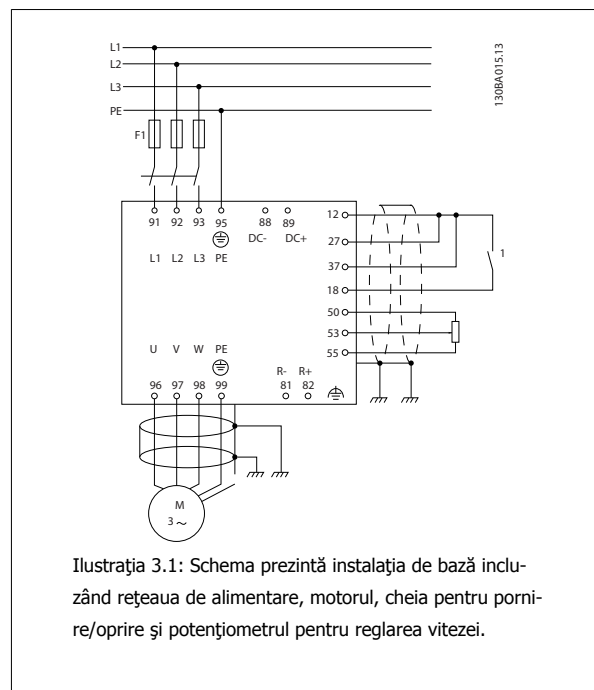 L1
L2
L3
PE
130BA015.13
F1
91 92 93 95 88 89
DC- DC+
L1 L2 L3 PE
12
27
37
18
50
53
55
1
U V W PE
96 97 98 99
R- R+
81 82
M
3 ~
Ilustraţia 3.1: Schema prezintă instalaţia de bază inclu-
zând reţeaua de alimentare, motorul, cheia pentru porni-
re/oprire şi potenţiometrul pentru reglarea vitezei.